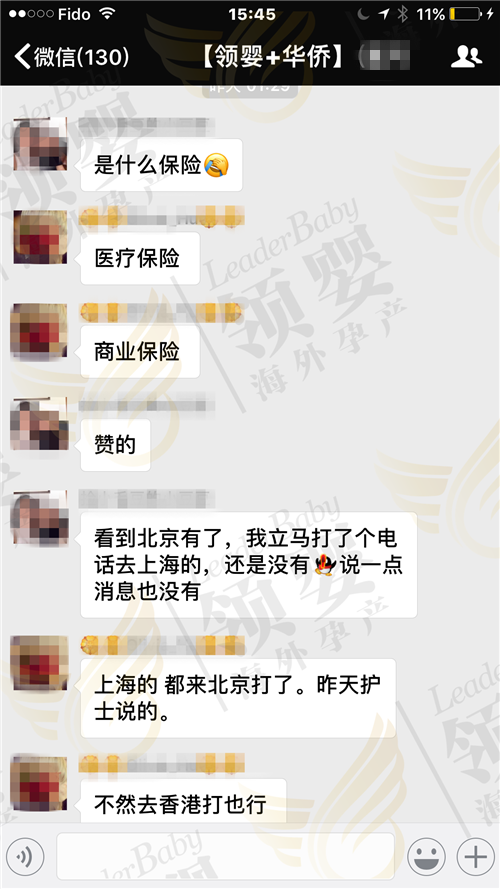 ●●○○○ Fido 15:45 11%
微信(130) 【领婴+华侨】
昨天 01:29
是什么保险
医疗保险
商业保险
赞的
看到北京有了，我立马打了个电
话去上海的，还是没有说一点
消息也没有
上海的 都来北京打了。昨天护
士说的。
不然去香港打也行
LeaderBaby
领婴
海外孕产